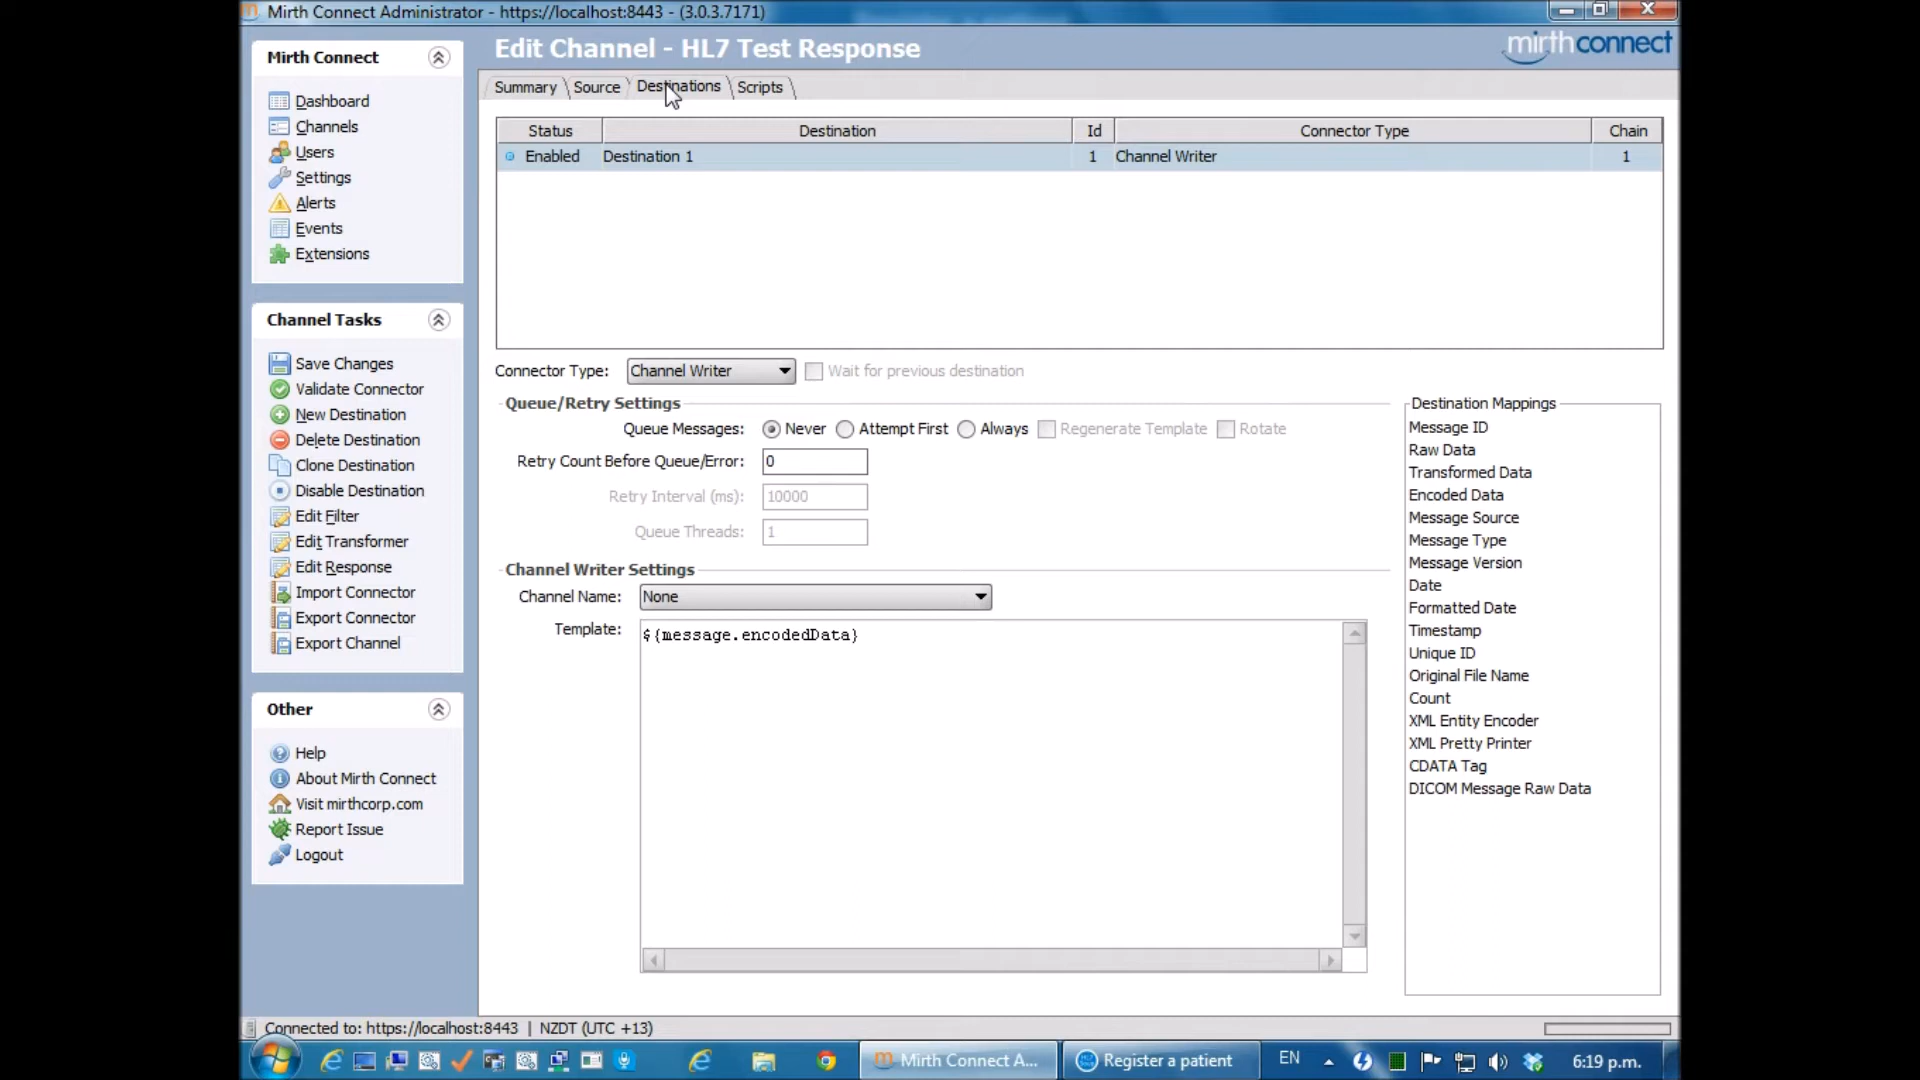 Mirth Connect Administrator - https://localhost:8443 - (3.0.3.7171)
Mirth Connect
Dashboard
Channels
Users
Settings
Alerts
Events
Extensions
Channel Tasks
Save Changes
Validate Connector
New Destination
Delete Destination
Clone Destination
Disable Destination
Edit Filter
Edit Transformer
Edit Response
Import Connector
Export Connector
Export Channel
Other
Help
About Mirth Connect
Visit mirthcorp.com
Report Issue
Logout
Edit Channel - HL7 Test Response
mirthconnect
Summary Source Destinations Scripts
Status Destination Id Connector Type Chain
Enabled Destination 1 1 Channel Writer 1
Connector Type: Channel Writer Wait for previous destination
Queue/Retry Settings
Queue Messages: Never Attempt First Always Regenerate Template Rotate
Retry Count Before Queue/Error: 0
Retry Interval (ms): 10000
Queue Threads: 1
Channel Writer Settings
Channel Name: None
Template: ${message.encodedData}
Destination Mappings
Message ID
Raw Data
Transformed Data
Encoded Data
Message Source
Message Type
Message Version
Date
Formatted Date
Timestamp
Unique ID
Original File Name
Count
XML Entity Encoder
XML Pretty Printer
CDATA Tag
DICOM Message Raw Data
Connected to: https://localhost:8443 | NZDT (UTC +13)
Mirth Connect A... Register a patient EN 6:19 p.m.